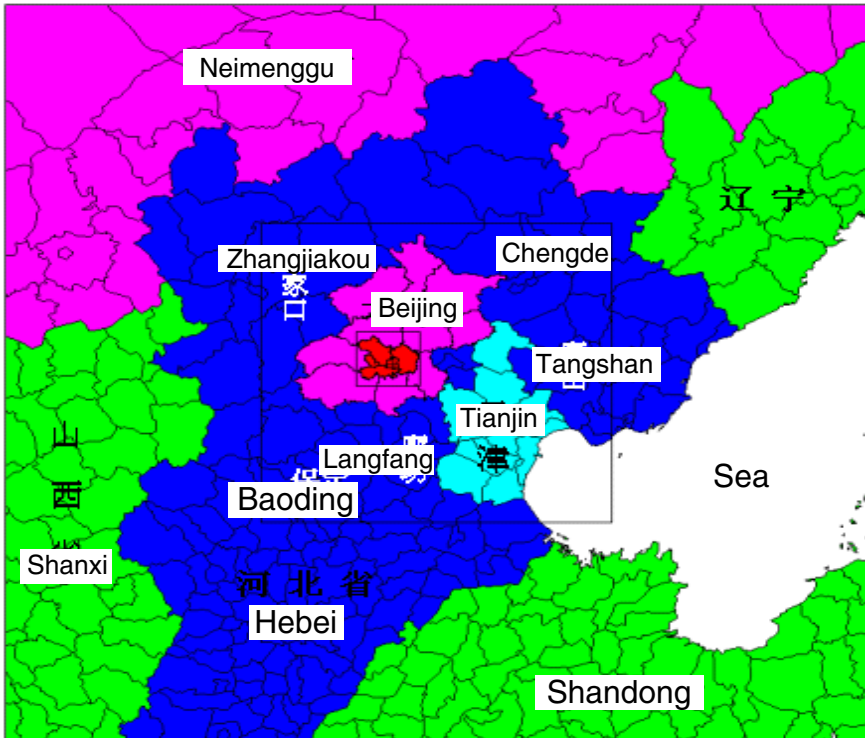 Neimenggu
辽宁
Chengde
Zhangjiakou
家
口
Beijing
Tangshan
Tianjin
山
西
Langfang
津
Sea
Baoding
Shanxi
河北省
Hebei
Shandong